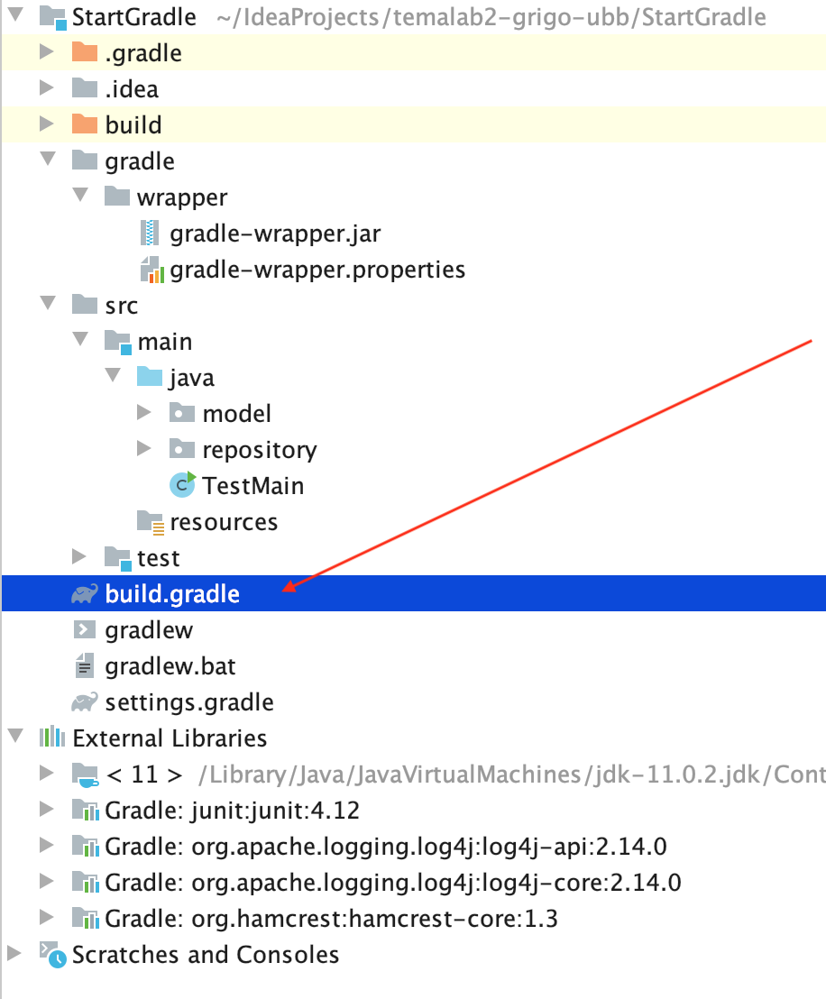 StartGradle ~/IdeaProjects/temalab2-grigo-ubb/StartGradle
.gradle
.idea
build
gradle
wrapper
gradle-wrapper.jar
gradle-wrapper.properties
src
main
java
model
repository
C TestMain
resources
test
build.gradle
gradlew
gradlew.bat
settings.gradle
External Libraries
< 11 > /Library/Java/JavaVirtualMachines/jdk-11.0.2.jdk/Cont
Gradle: junit:junit:4.12
Gradle: org.apache.logging.log4j:log4j-api:2.14.0
Gradle: org.apache.logging.log4j:log4j-core:2.14.0
Gradle: org.hamcrest:hamcrest-core:1.3
Scratches and Consoles